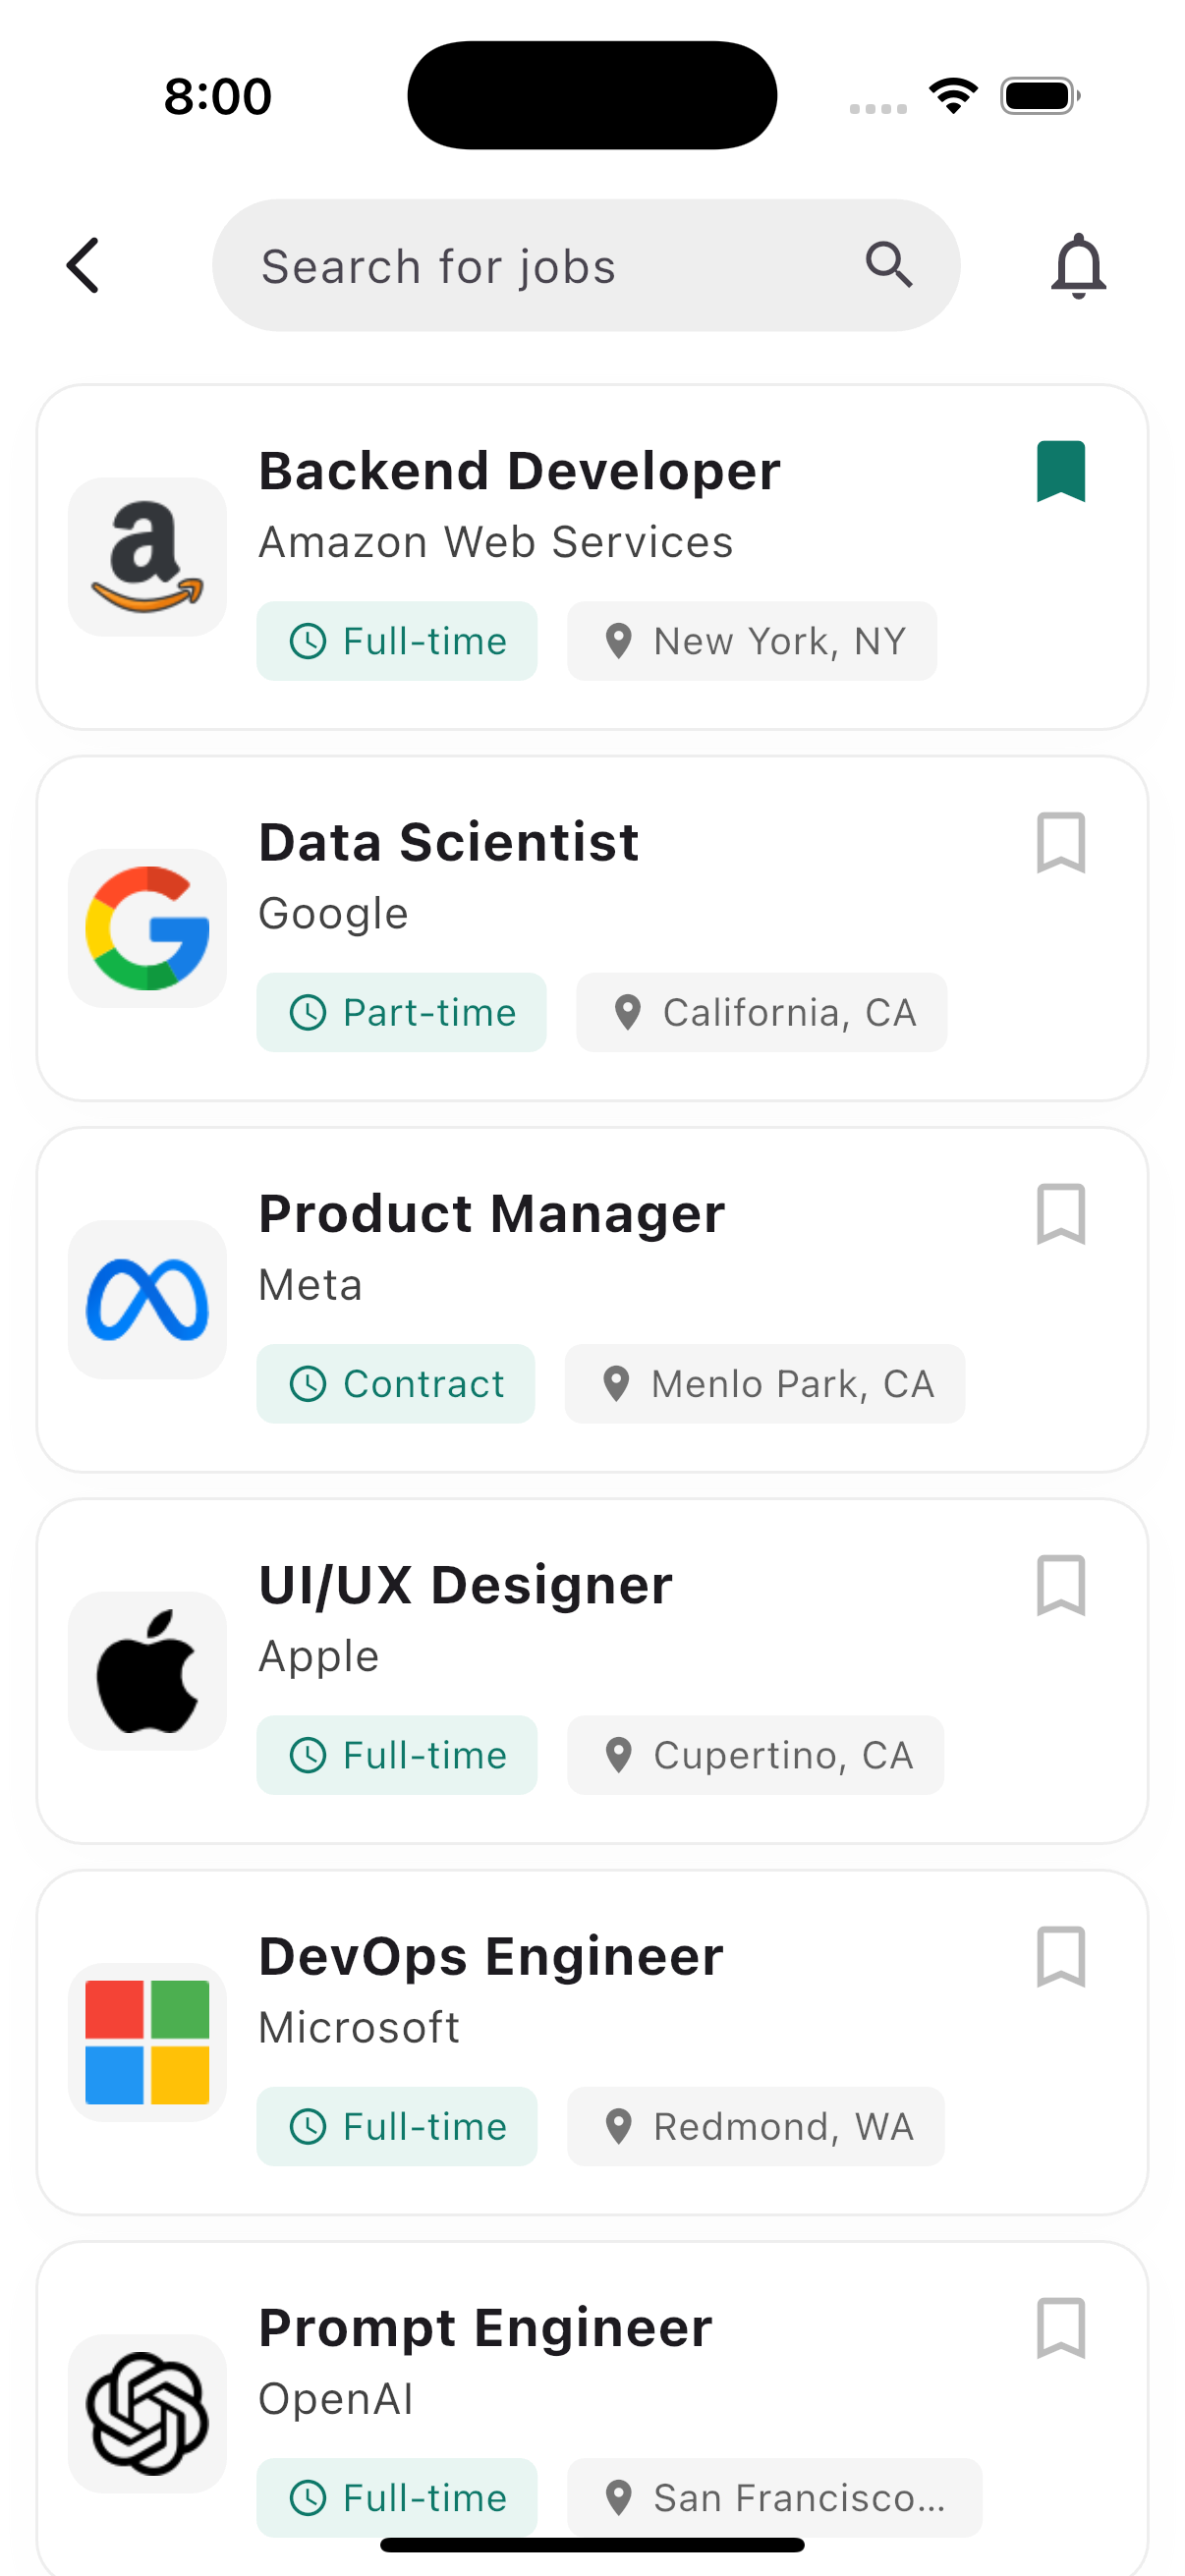 8:00
Search for jobs
Backend Developer
Amazon Web Services
Full-time New York, NY
Data Scientist
Google
Part-time California, CA
Product Manager
Meta
Contract Menlo Park, CA
UI/UX Designer
Apple
Full-time Cupertino, CA
DevOps Engineer
Microsoft
Full-time Redmond, WA
Prompt Engineer
OpenAI
Full-time San Francisco...